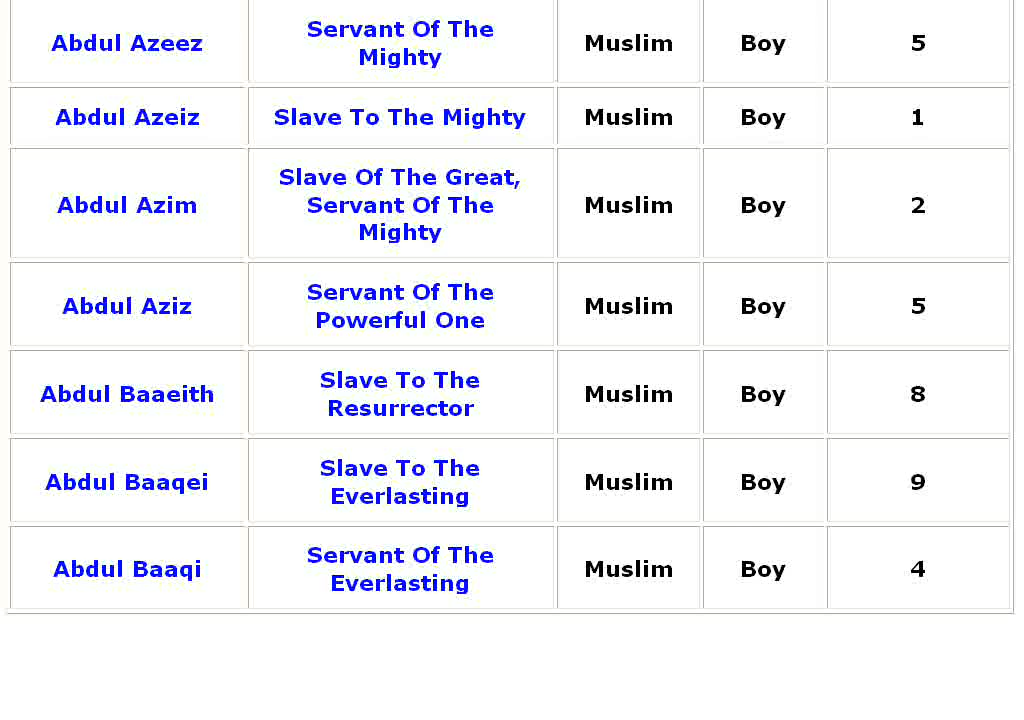 Abdul Azeez Servant Of The Mighty Muslim Boy 5
Abdul Azeiz Slave To The Mighty Muslim Boy 1
Abdul Azim Slave Of The Great, Servant Of The Mighty Muslim Boy 2
Abdul Aziz Servant Of The Powerful One Muslim Boy 5
Abdul Baaeith Slave To The Resurrector Muslim Boy 8
Abdul Baaqei Slave To The Everlasting Muslim Boy 9
Abdul Baaqi Servant Of The Everlasting Muslim Boy 4